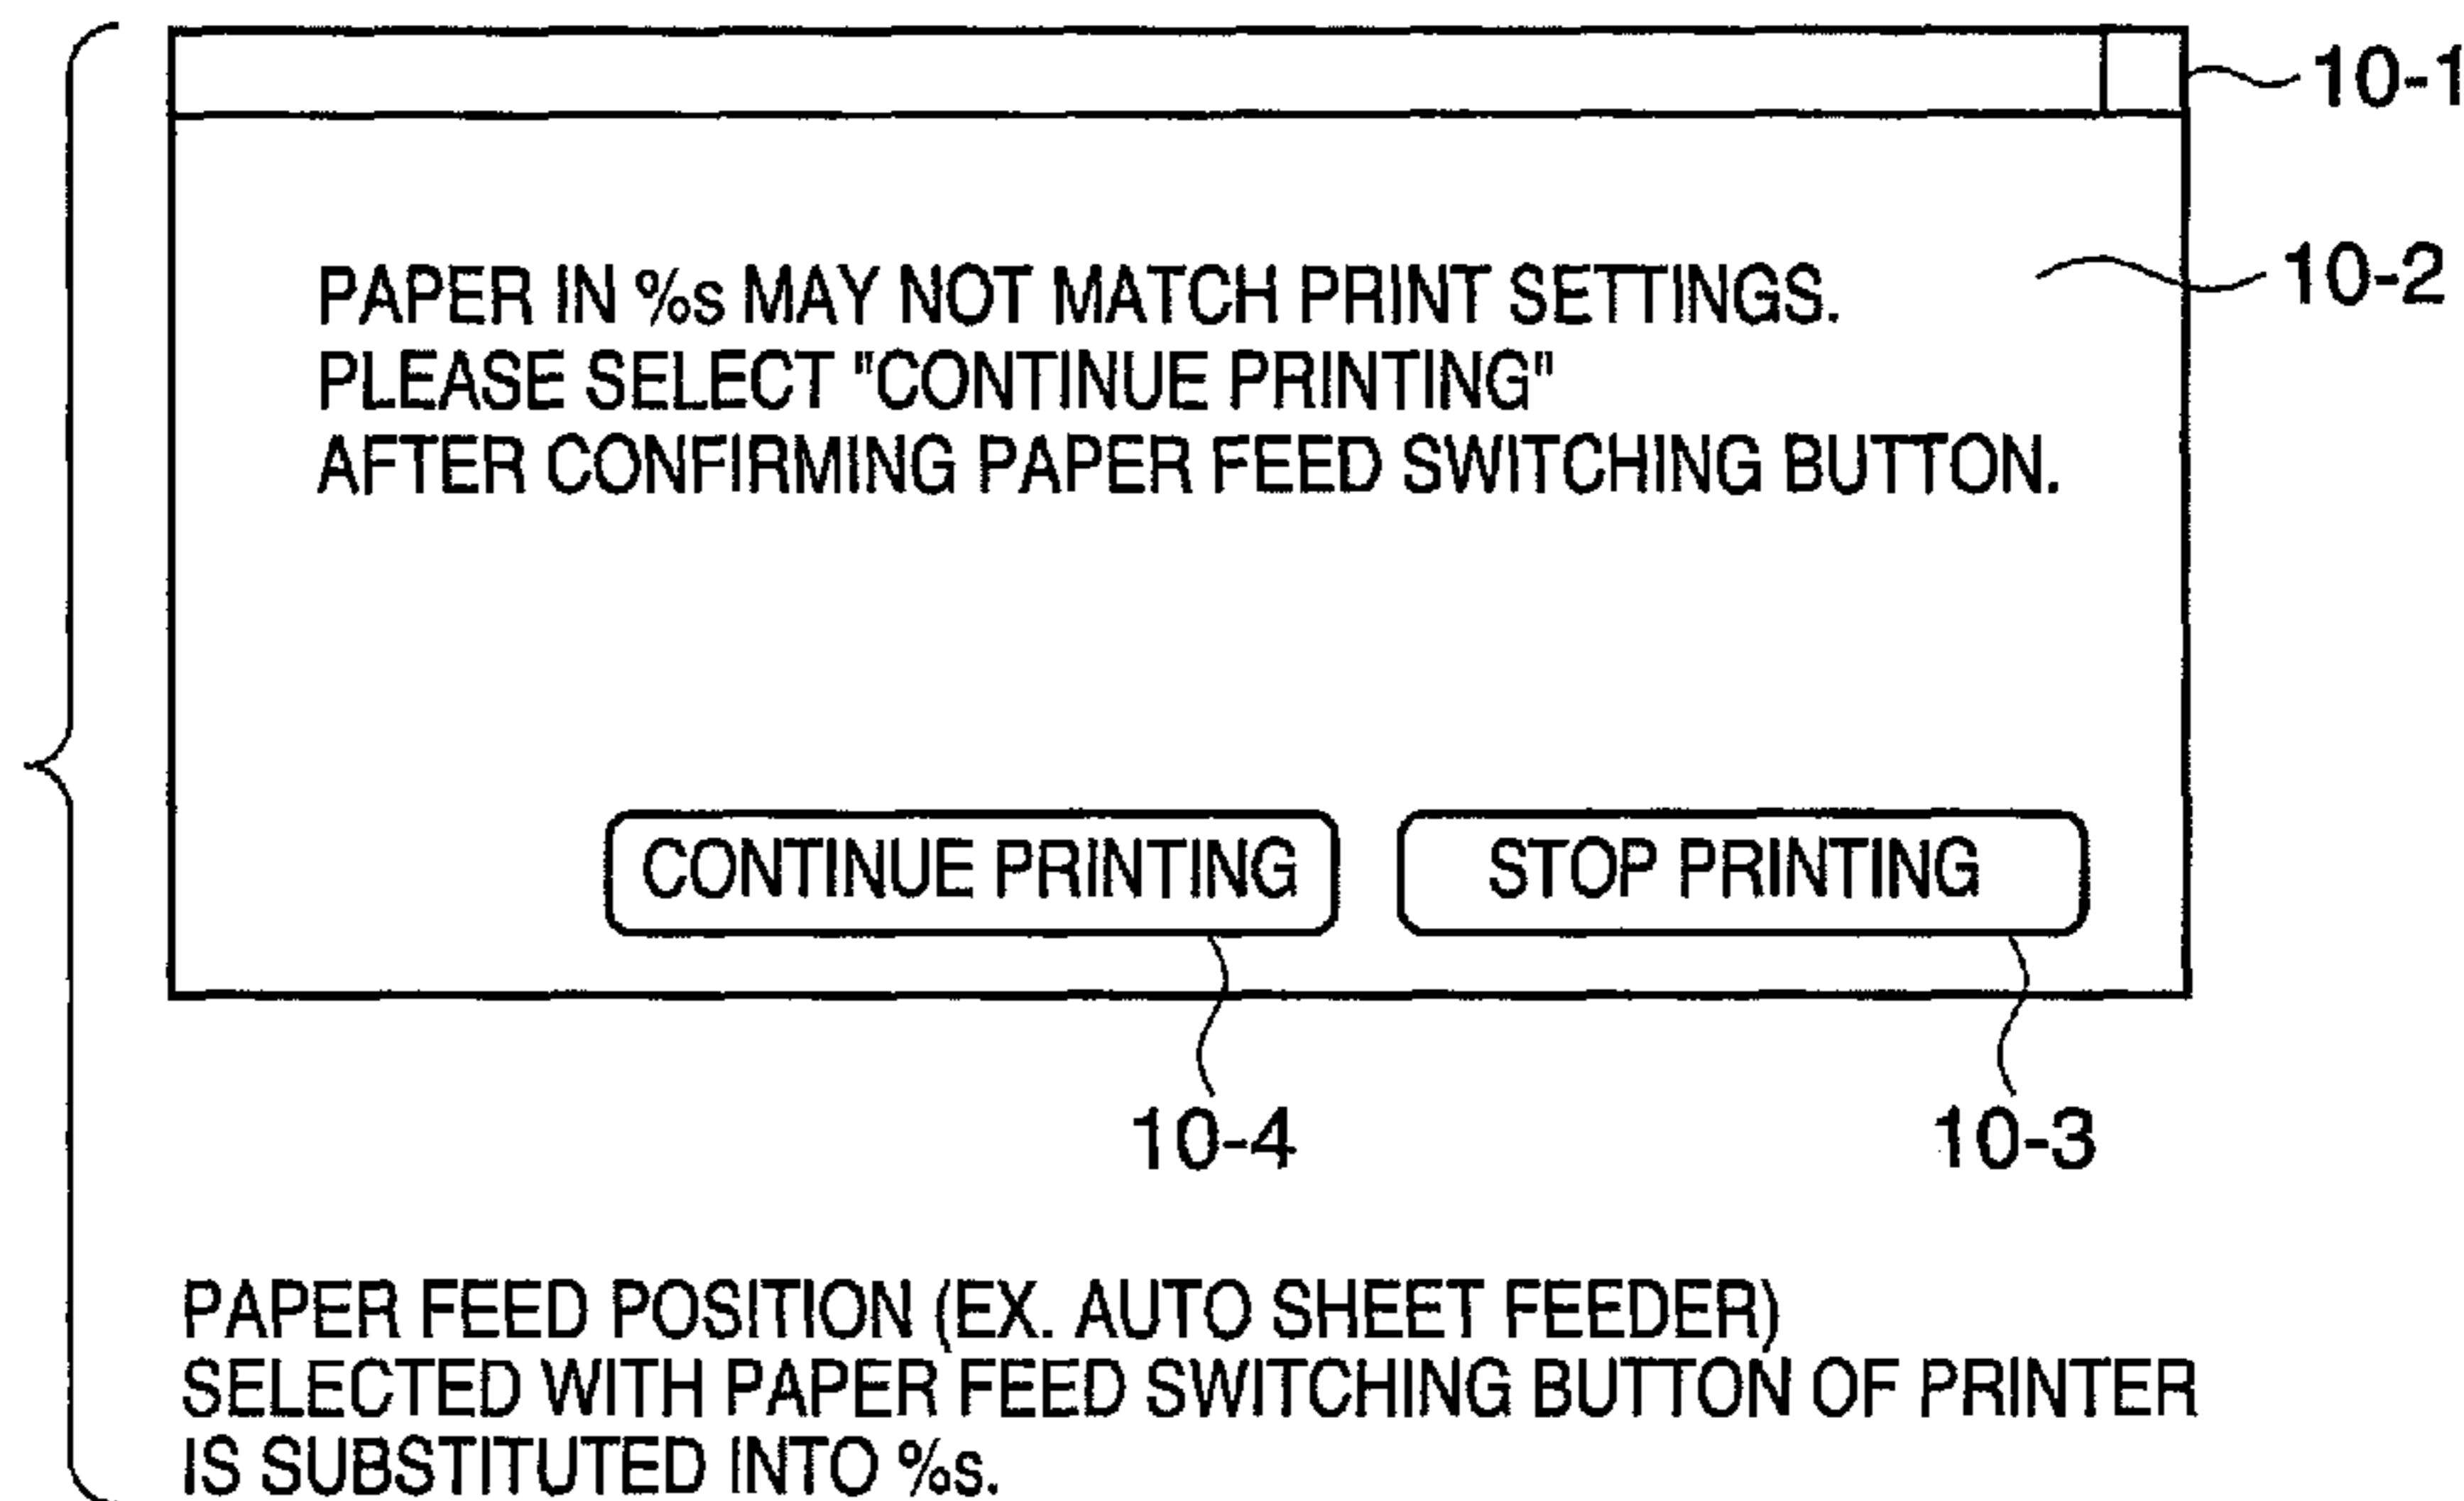 10-1
10-2
PAPER IN %s MAY NOT MATCH PRINT SETTINGS.
PLEASE SELECT "CONTINUE PRINTING"
AFTER CONFIRMING PAPER FEED SWITCHING BUTTON.
CONTINUE PRINTING
STOP PRINTING
10-4
10-3
PAPER FEED POSITION (EX. AUTO SHEET FEEDER)
SELECTED WITH PAPER FEED SWITCHING BUTTON OF PRINTER
IS SUBSTITUTED INTO %s.